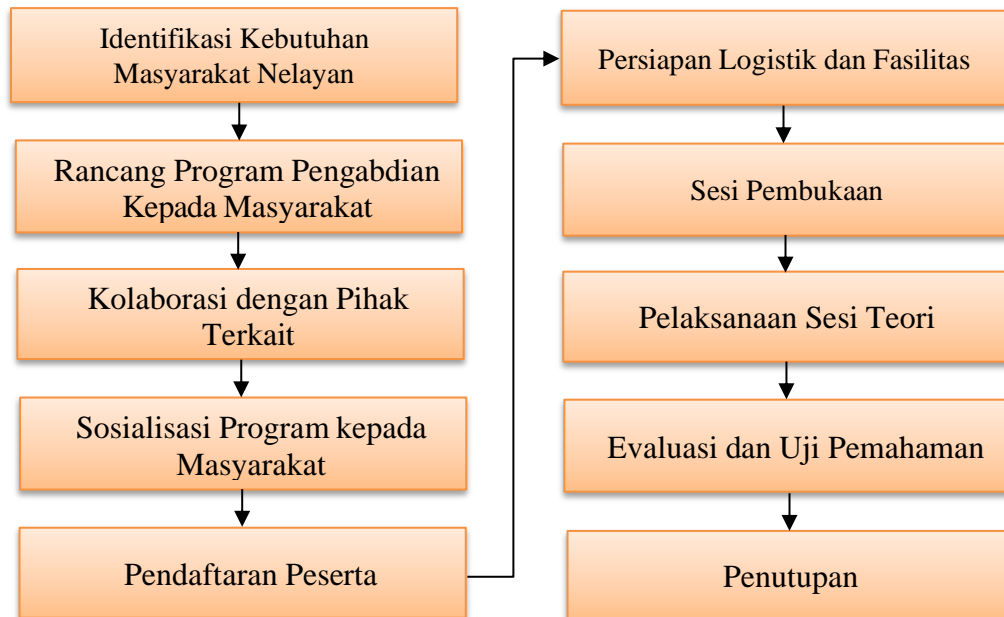 Identifikasi Kebutuhan
Masyarakat Nelayan
Rancang Program Pengabdian
Kepada Masyarakat
Kolaborasi dengan Pihak
Terkait
Sosialisasi Program kepada
Masyarakat
Pendaftaran Peserta
Persiapan Logistik dan Fasilitas
Sesi Pembukaan
Pelaksanaan Sesi Teori
Evaluasi dan Uji Pemahaman
Penutupan